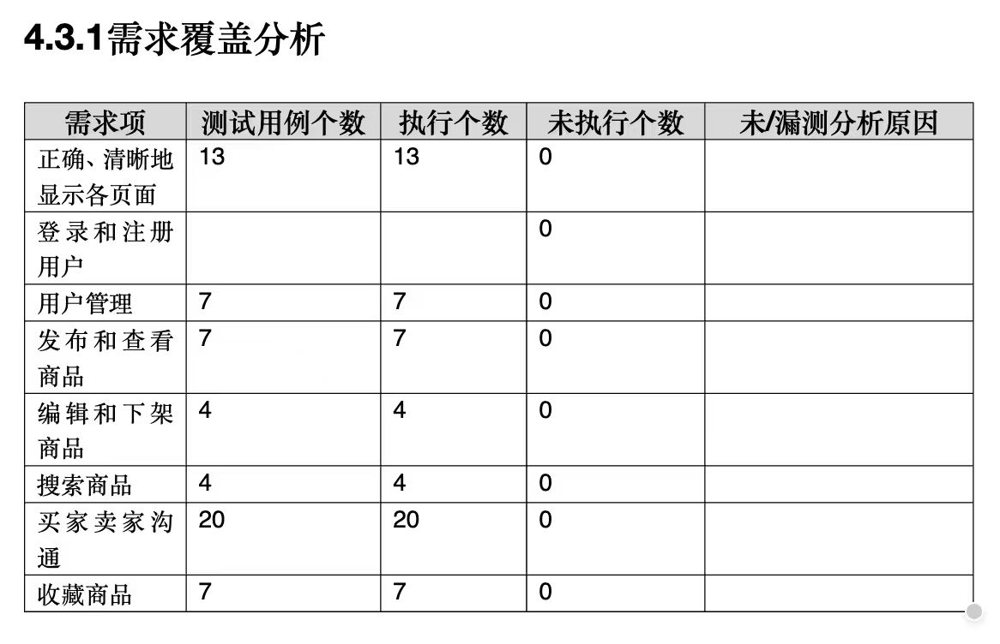 4.3.1需求覆盖分析
需求项 测试用例个数 执行个数 未执行个数 未/漏测分析原因
正确、清晰地 13 13 0
显示各页面
登录和注册 0
用户
用户管理 7 7 0
发布和查看 7 7 0
商品
编辑和下架 4 4 0
商品
搜索商品 4 4 0
买家卖家沟 20 20 0
通
收藏商品 7 7 0